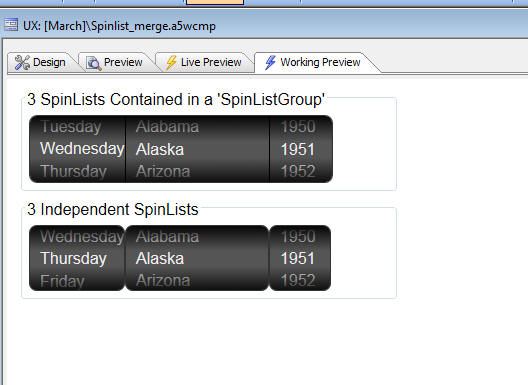 UX: [March]\Spinlist_merge.a5wcmp
Design Preview Live Preview Working Preview
3 SpinLists Contained in a 'SpinListGroup'
Tuesday Alabama 1950
Wednesday Alaska 1951
Thursday Arizona 1952
3 Independent SpinLists
Wednesday Alabama 1950
Thursday Alaska 1951
Friday Arizona 1952